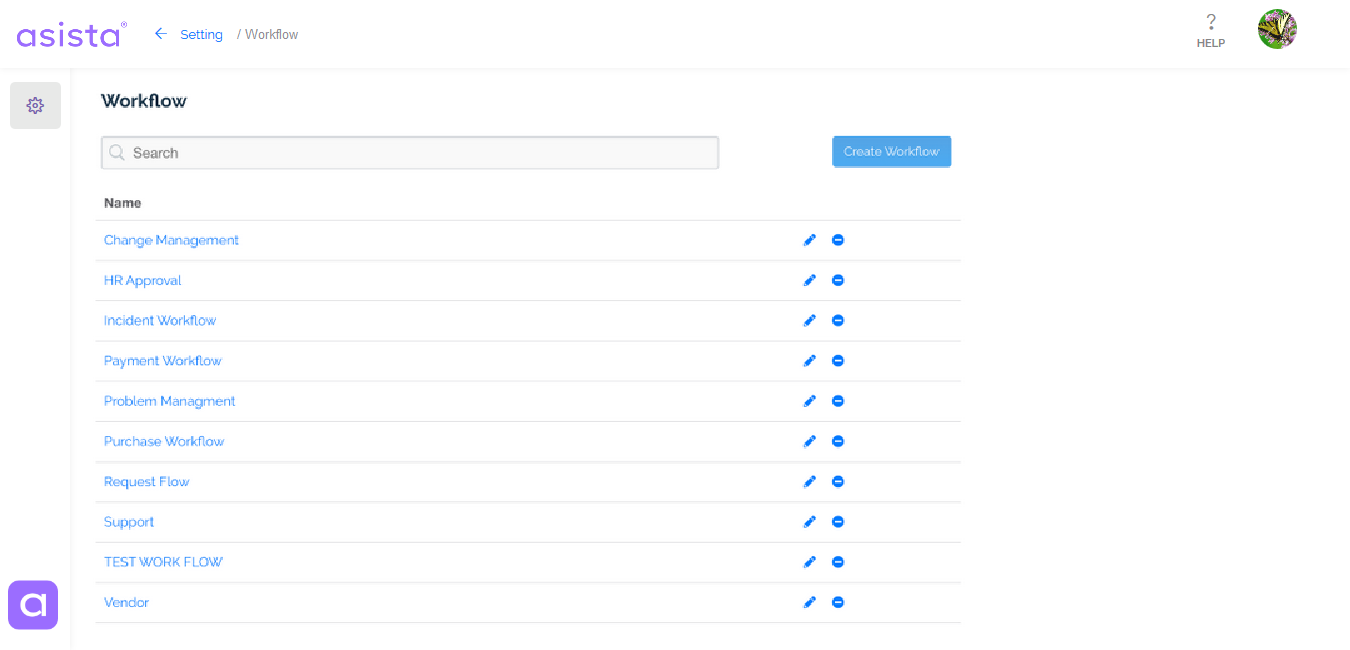 asista®
← Setting / Workflow
?
HELP
Workflow
Search
Create Workflow
Name
Change Management
HR Approval
Incident Workflow
Payment Workflow
Problem Managment
Purchase Workflow
Request Flow
Support
TEST WORK FLOW
Vendor
a